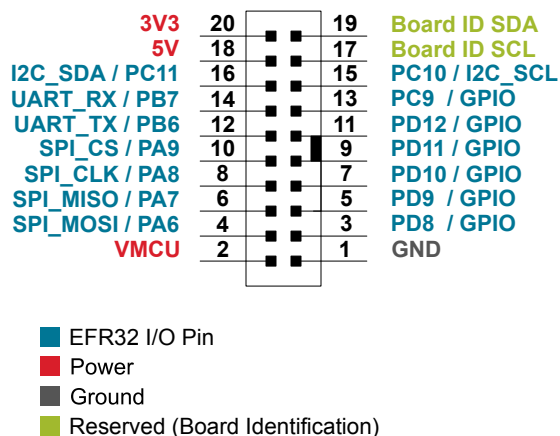 3V3 20 19 Board ID SDA
5V 18 17 Board ID SCL
I2C_SDA / PC11 16 15 PC10 / I2C_SCL
UART_RX / PB7 14 13 PC9 / GPIO
UART_TX / PB6 12 11 PD12 / GPIO
SPI_CS / PA9 10 9 PD11 / GPIO
SPI_CLK / PA8 8 7 PD10 / GPIO
SPI_MISO / PA7 6 5 PD9 / GPIO
SPI_MOSI / PA6 4 3 PD8 / GPIO
VMCU 2 1 GND
EFR32 I/O Pin
Power
Ground
Reserved (Board Identification)